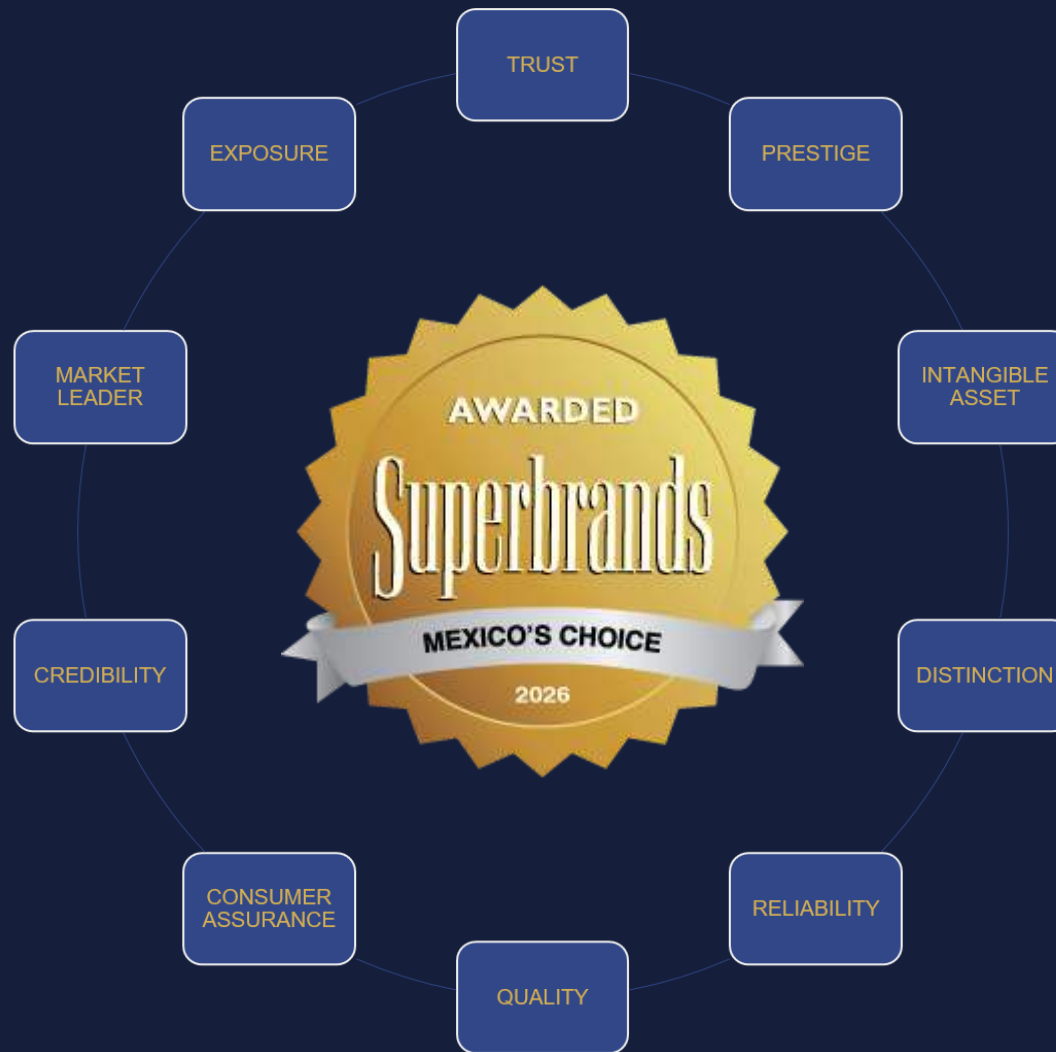 TRUST
EXPOSURE
PRESTIGE
MARKET
LEADER
INTANGIBLE
ASSET
AWARDED
Superbrands
MEXICO'S CHOICE
2026
CREDIBILITY
DISTINCTION
CONSUMER
ASSURANCE
RELIABILITY
QUALITY